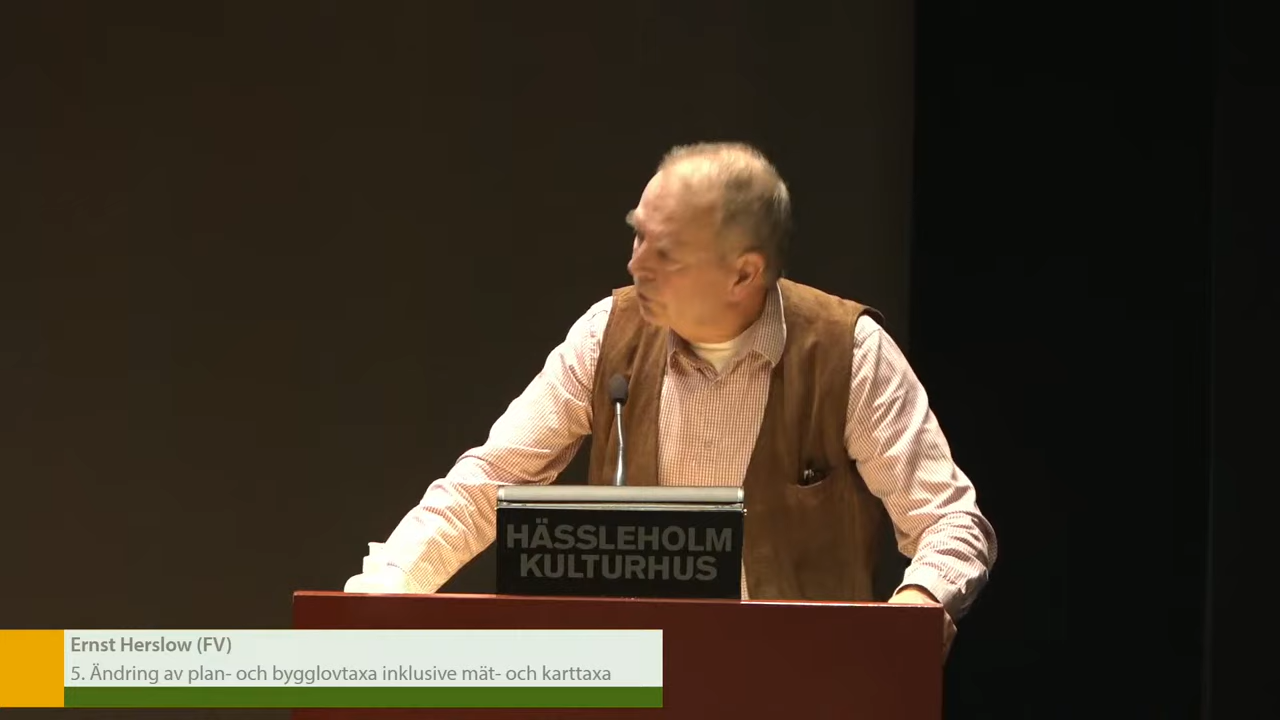 HÄSSLEHOLM
KULTURHUS
Ernst Herslow (FV)
5. Ändring av plan- och bygglovtaxa inklusive mät- och karttaxa